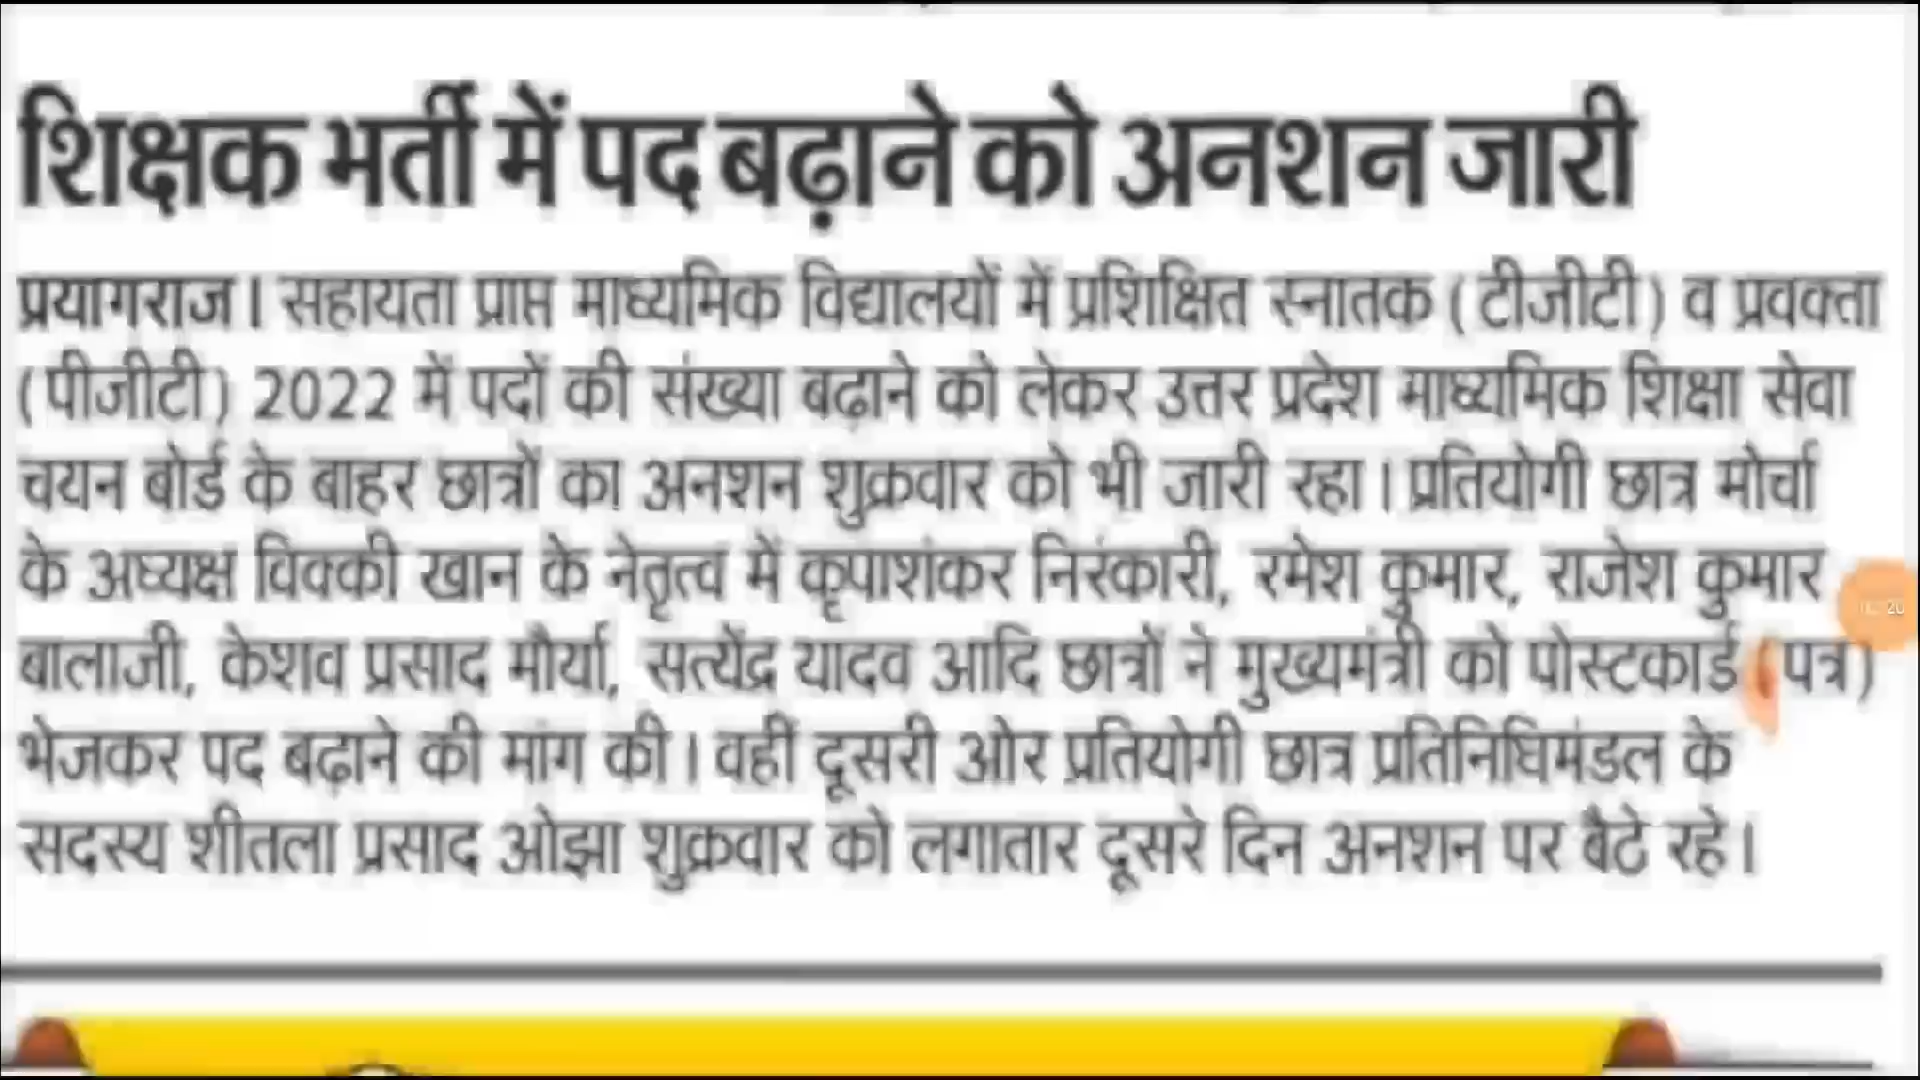 शिक्षक भर्ती में पद बढ़ाने को अनशन जारी
प्रयागराज। सहायता प्राप्त माध्यमिक विद्यालयों में प्रशिक्षित स्नातक (टीजीटी) व प्रवक्ता
(पीजीटी) 2022 में पदों की संख्या बढ़ाने को लेकर उत्तर प्रदेश माध्यमिक शिक्षा सेवा
चयन बोर्ड के बाहर छात्रों का अनशन शुक्रवार को भी जारी रहा। प्रतियोगी छात्र मोर्चा
के अध्यक्ष विक्की खान के नेतृत्व में कृपाशंकर निरंकारी, रमेश कुमार, राजेश कुमार
बालाजी, केशव प्रसाद मौर्या, सत्येंद्र यादव आदि छात्रों ने मुख्यमंत्री को पोस्टकार्ड (पत्र)
भेजकर पद बढ़ाने की मांग की। वहीं दूसरी ओर प्रतियोगी छात्र प्रतिनिधिमंडल के
सदस्य शीतला प्रसाद ओझा शुक्रवार को लगातार दूसरे दिन अनशन पर बैठे रहे।